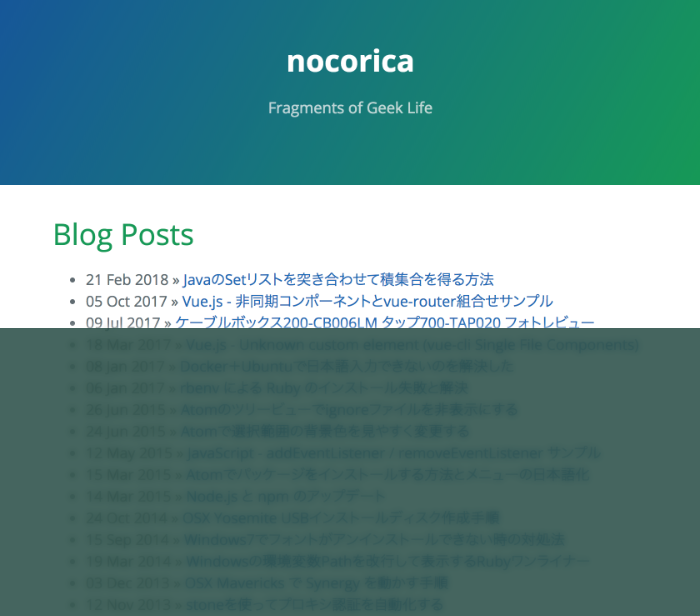 nocorica
Fragments of Geek Life
Blog Posts
21 Feb 2018 » JavaのSetリストを突き合わせて積集合を得る方法
05 Oct 2017 » Vue.js - 非同期コンポーネントとvue-router組合せサンプル
09 Jul 2017 » ケーブルボックス200-CB006LM タップ700-TAP020 フォトレビュー
18 Mar 2017 » Vue.js - Unknown custom element (vue-cli Single File Components)
08 Jan 2017 » Docker+Ubuntuで日本語入力できないのを解決した
06 Jan 2017 » rbenv による Ruby のインストール失敗と解決
26 Jun 2015 » Atomのツリービューでignoreファイルを非表示にする
24 Jun 2015 » Atomで選択範囲の背景色を見やすく変更する
12 May 2015 » JavaScript - addEventListener / removeEventListener サンプル
15 Mar 2015 » Atomでパッケージをインストールする方法とメニューの日本語化
14 Mar 2015 » Node.js と npm のアップデート
24 Oct 2014 » OSX Yosemite USBインストールディスク作成手順
15 Sep 2014 » Windows7でフォントがアンインストールできない時の対処法
19 Mar 2014 » Windowsの環境変数Pathを改行して表示するRubyワンライナー
03 Dec 2013 » OSX Mavericks で Synergy を動かす手順
12 Nov 2013 » stoneを使ってプロキシ認証を自動化する